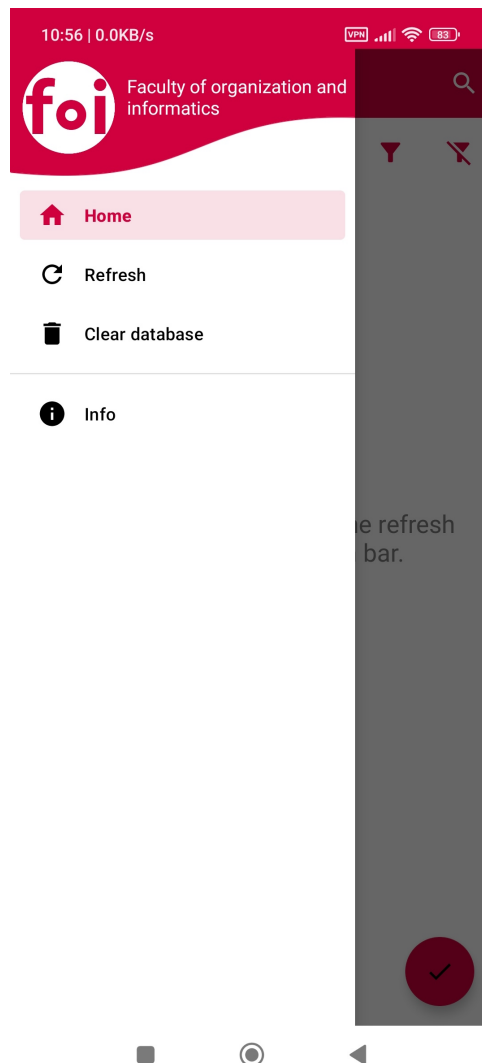 10:56 | 0.0KB/s
VPN
83
foi
Faculty of organization and
informatics
Home
Refresh
Clear database
Info
refresh
bar.